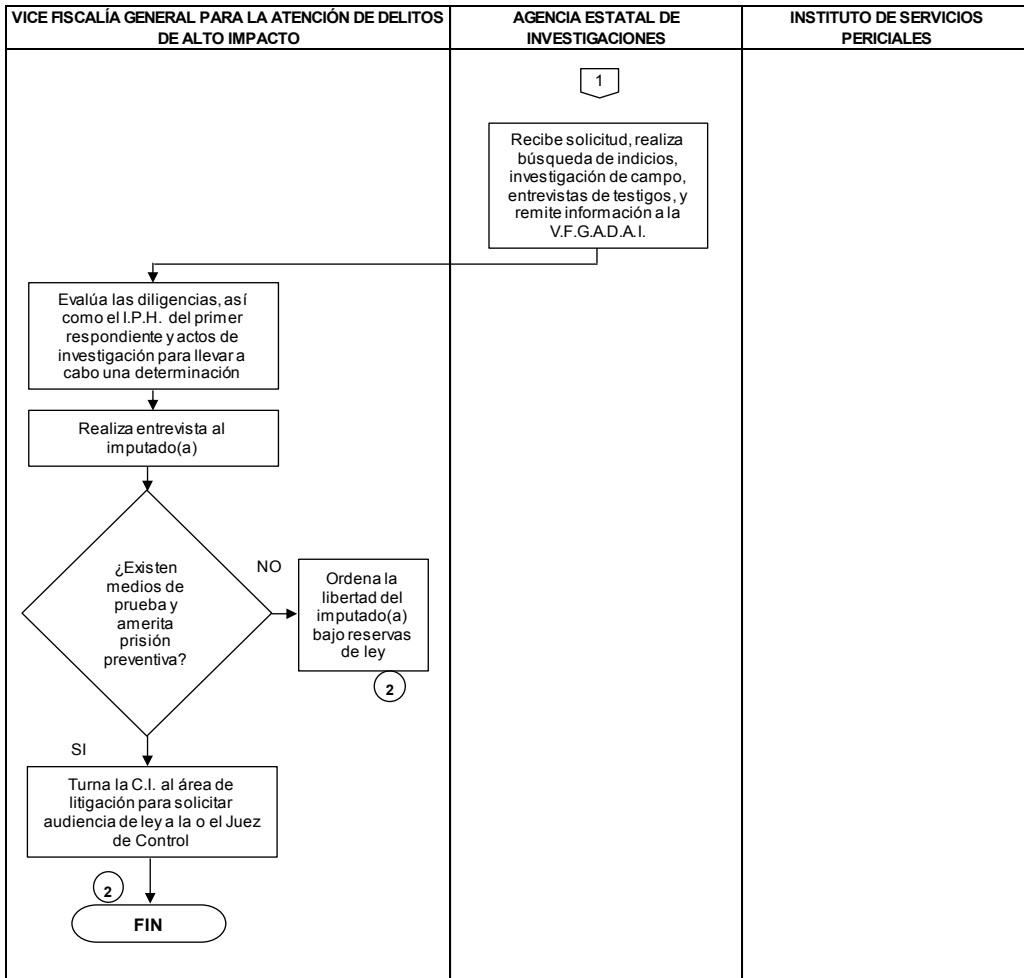 VICE FISCALÍA GENERAL PARA LA ATENCIÓN DE DELITOS
DE ALTO IMPACTO
AGENCIA ESTATAL DE
INVESTIGACIONES
INSTITUTO DE SERVICIOS
PERICIALES
1
Recibe solicitud, realiza
búsqueda de indicios,
investigación de campo,
entrevistas de testigos, y
remite información a la
V.F.G.A.D.A.I.
Evalúa las diligencias, así
como el I.P.H. del primer
respondiente y actos de
investigación para llevar a
cabo una determinación
Realiza entrevista al
imputado(a)
¿Existen
medios de
prueba y
amerita
prisión
preventiva?
NO
Ordena la
libertad del
imputado(a)
bajo reservas
de ley
2
SI
Turna la C.I. al área de
litigación para solicitar
audiencia de ley a la o el Juez
de Control
2
FIN